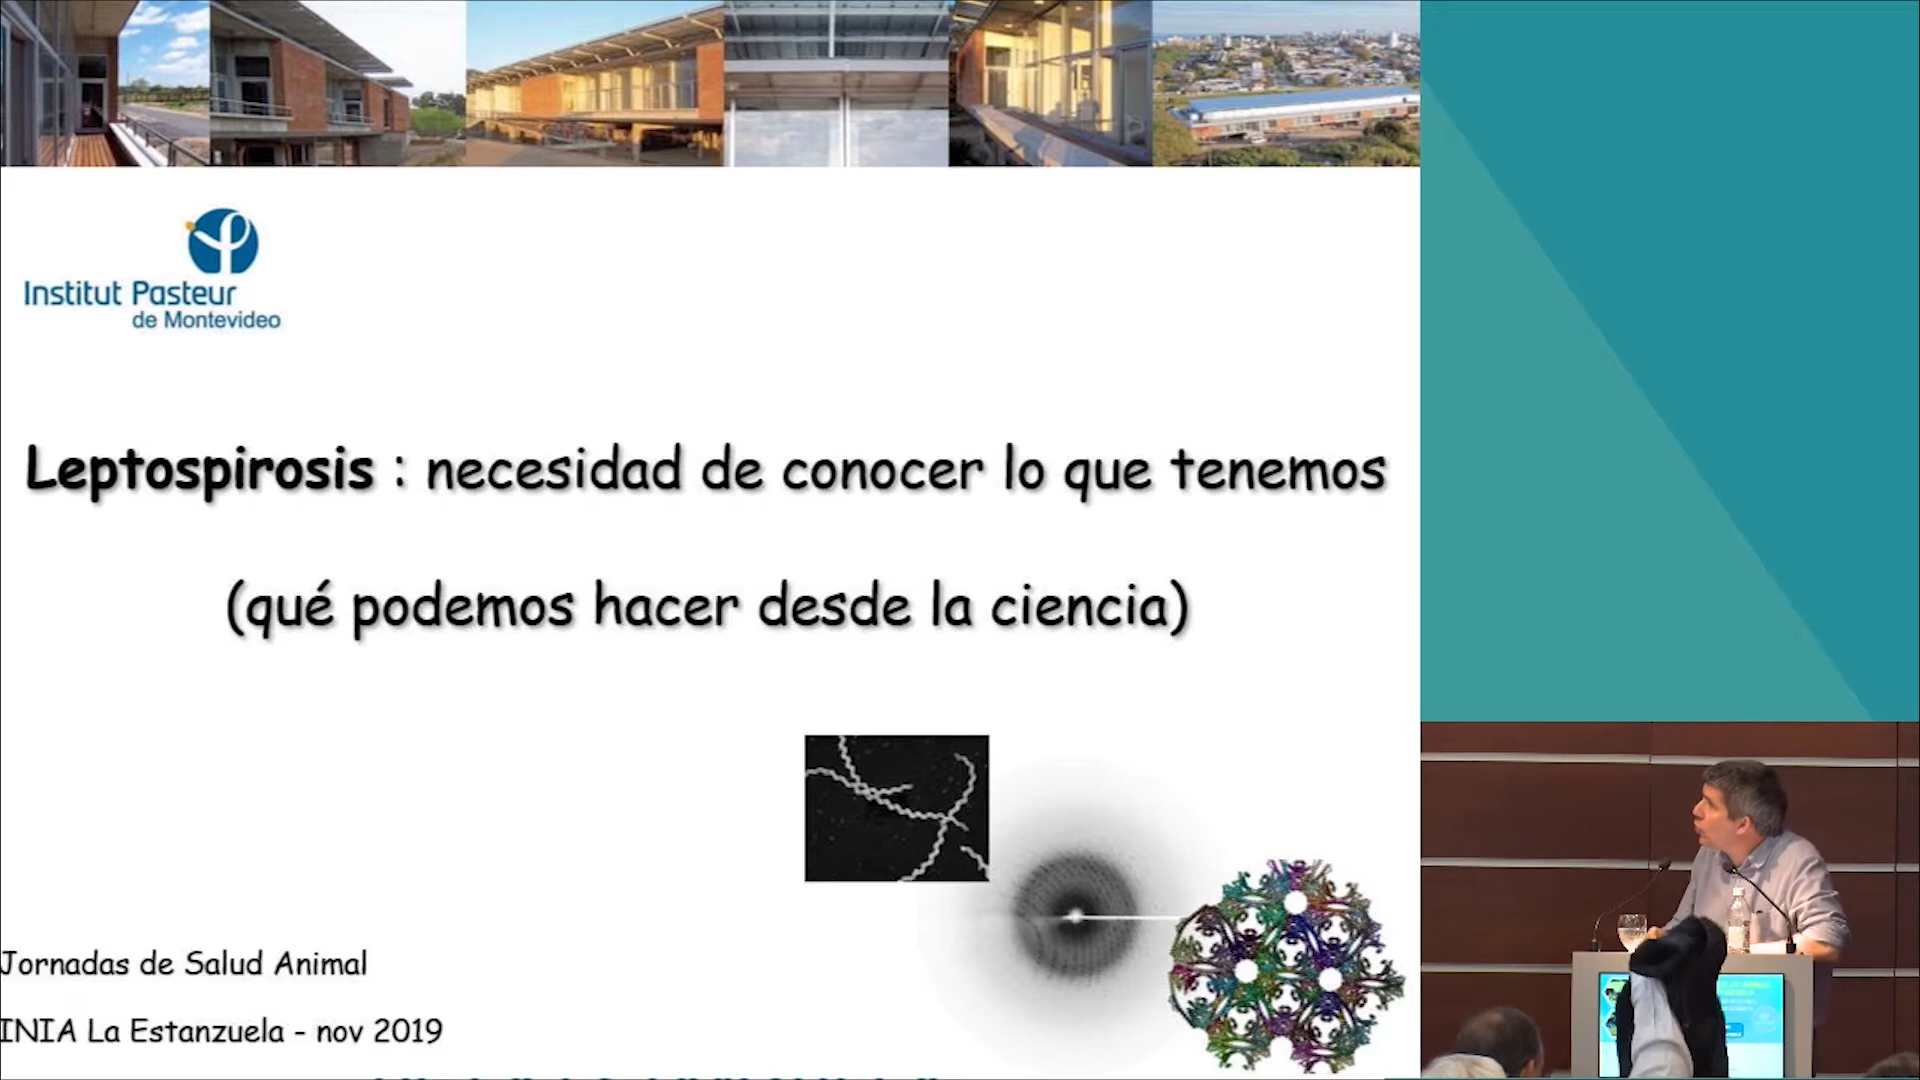 Institut Pasteur
de Montevideo
Leptospirosis : necesidad de conocer lo que tenemos
(qué podemos hacer desde la ciencia)
Jornadas de Salud Animal
INIA La Estanzuela - nov 2019